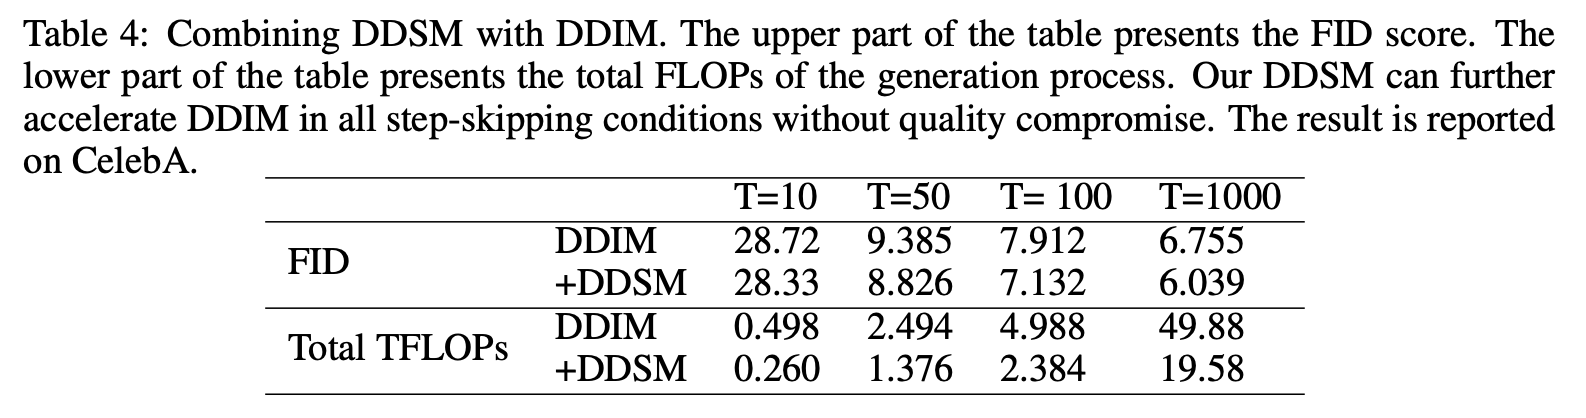 Table 4: Combining DDSM with DDIM. The upper part of the table presents the FID score. The
lower part of the table presents the total FLOPs of the generation process. Our DDSM can further
accelerate DDIM in all step-skipping conditions without quality compromise. The result is reported
on CelebA.
T=10 T=50 T= 100 T=1000
FID DDIM 28.72 9.385 7.912 6.755
+DDSM 28.33 8.826 7.132 6.039
Total TFLOPs DDIM 0.498 2.494 4.988 49.88
+DDSM 0.260 1.376 2.384 19.58